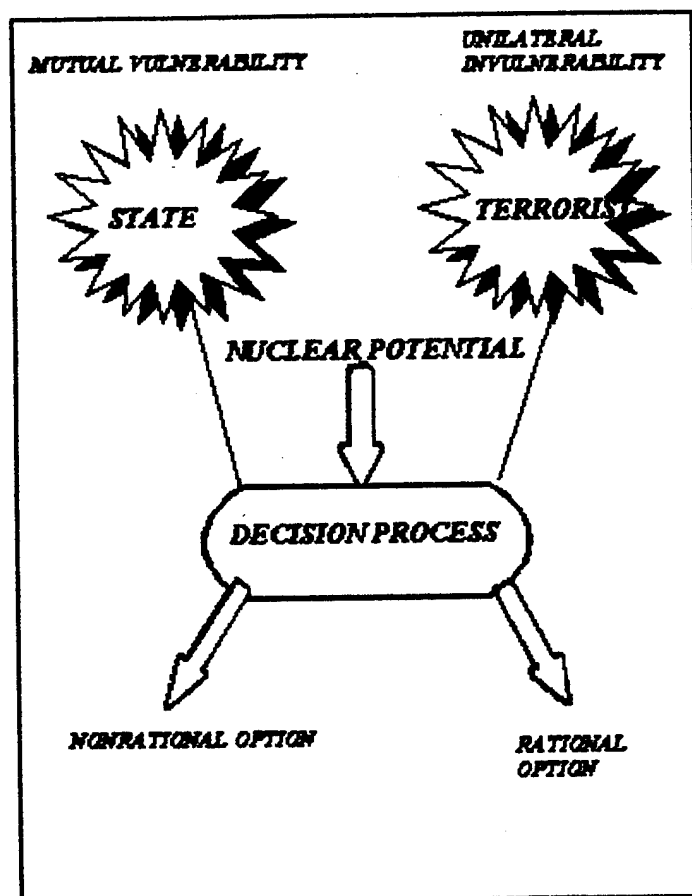 MUTUAL VULNERABILITY
UNILATERAL
INVULNERABILITY
STATE
TERRORIST
NUCLEAR POTENTIAL
DECISION PROCESS
NONRATIONAL OPTION
RATIONAL
OPTION